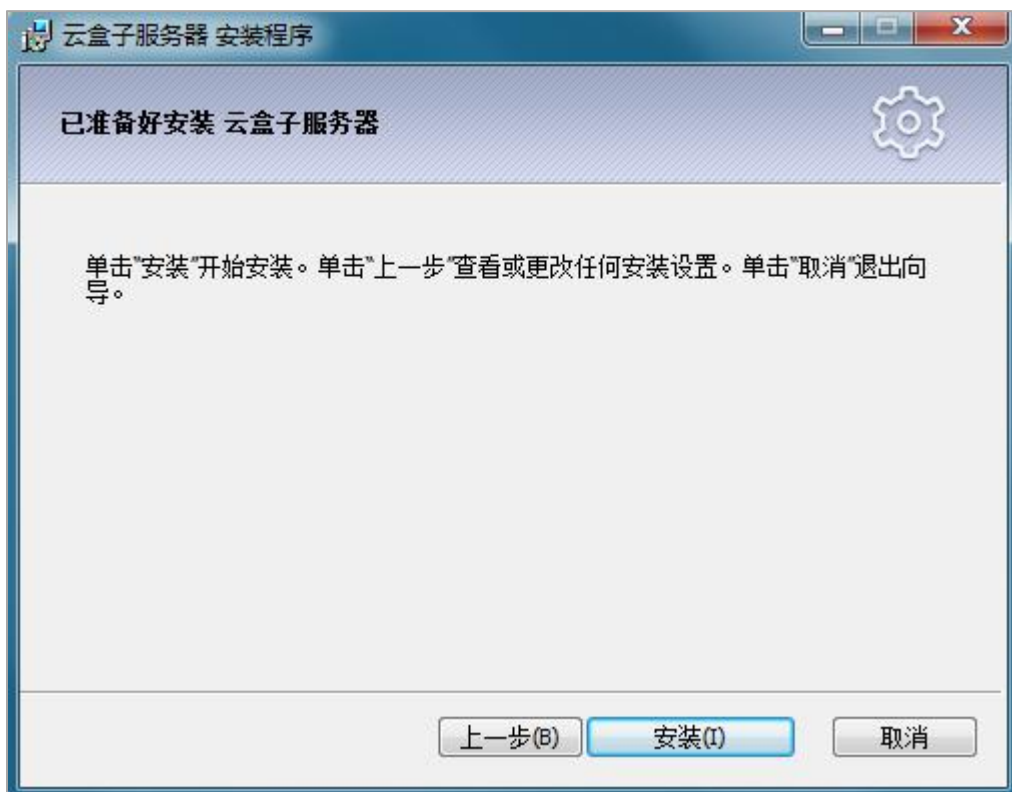 云盒子服务器 安装程序
已准备好安装 云盒子服务器
单击"安装"开始安装。单击"上一步"查看或更改任何安装设置。单击"取消"退出向
导。
上一步(B) 安装(I) 取消